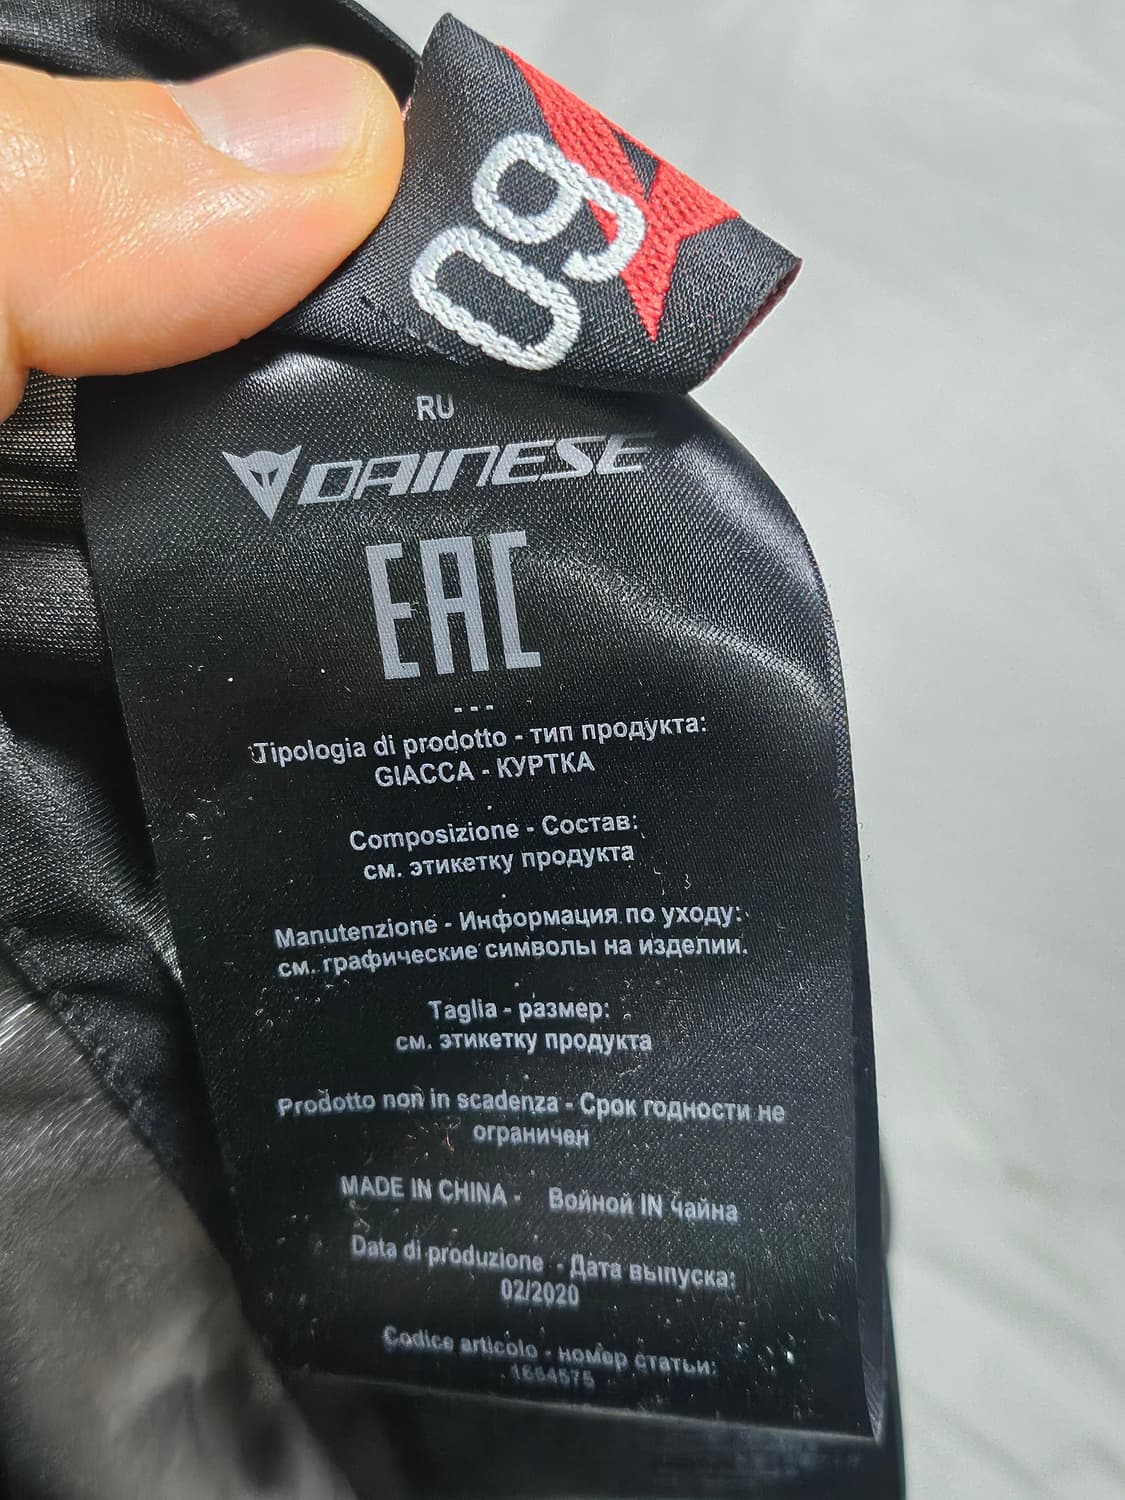 60
RU
DAINESE
EAC
---
Tipologia di prodotto - тип продукта:
GIACCA - КУРТКА
Composizione - Состав:
см. этикетку продукта
Manutenzione - Информация по уходу:
см. графические символы на изделии.
Taglia - размер:
см. этикетку продукта
Prodotto non in scadenza - Срок годности не
ограничен
MADE IN CHINA - Войной IN чайна
Data di produzione - Дата выпуска:
02/2020
Codice articolo - номер статьи: